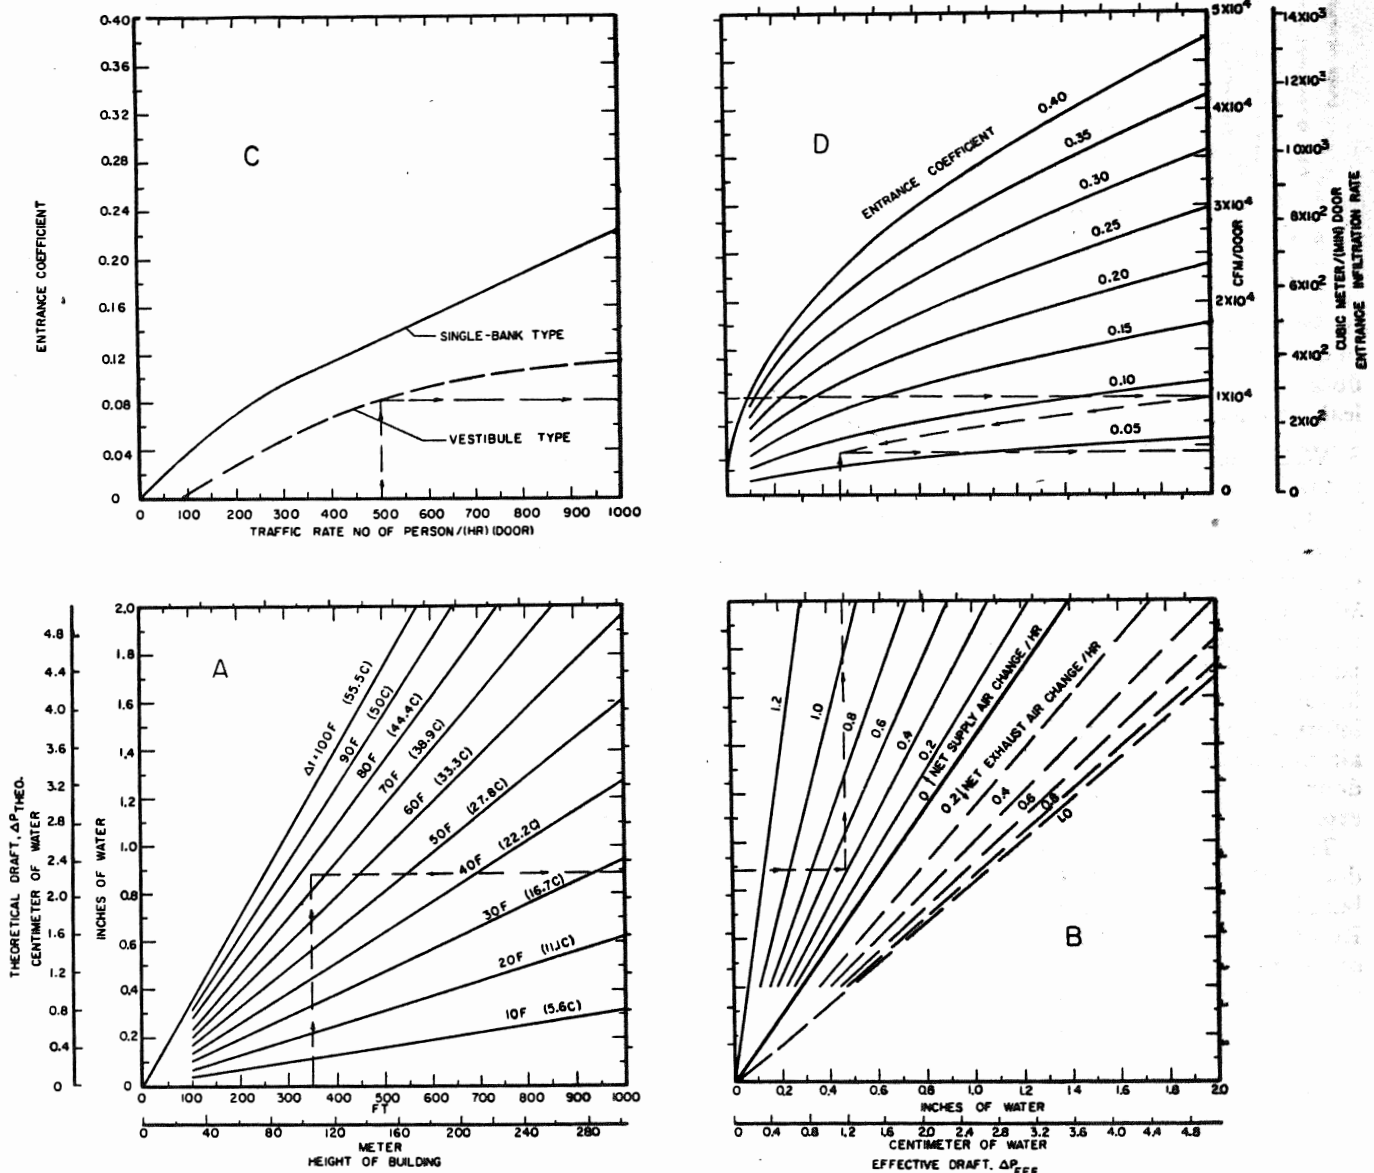 0.40
0.36
0.32
0.28
0.24
0.20
0.16
0.12
0.08
0.04
0
ENTRANCE COEFFICIENT
C
SINGLE-BANK TYPE
VESTIBULE TYPE
0 100 200 300 400 500 600 700 800 900 1000
TRAFFIC RATE NO OF PERSON/(HR) (DOOR)
D
ENTRANCE COEFFICIENT
0.40
0.35
0.30
0.25
0.20
0.15
0.10
0.05
5X10⁴
4X10⁴
3X10⁴
2X10⁴
1X10⁴
0
CFM/DOOR
14X10³
12X10²
10X10²
8X10²
6X10²
4X10²
2X10²
0
CUBIC METER/(MIN) DOOR
ENTRANCE INFILTRATION RATE
A
4.8
4.4
4.0
3.6
3.2
2.8
2.4
2.0
1.6
1.2
0.8
0.4
0
THEORETICAL DRAFT, ΔP THEO.
CENTIMETER OF WATER
2.0
1.8
1.6
1.4
1.2
1.0
0.8
0.6
0.4
0.2
0
INCHES OF WATER
Δt=100F (55.5C)
90F (50C)
80F (44.4C)
70F (38.9C)
60F (33.3C)
50F (27.8C)
40F (22.2C)
30F (16.7C)
20F (11.1C)
10F (5.6C)
0 100 200 300 400 500 600 700 800 900 1000
FT
0 40 80 120 160 200 240 280
METER
HEIGHT OF BUILDING
B
1.2
1.0
0.8
0.6
0.4
0.2
0 NET SUPPLY AIR CHANGE/HR
0.2 NET EXHAUST AIR CHANGE/HR
0.4
0.6
0.8
1.0
0 0.2 0.4 0.6 0.8 1.0 1.2 1.4 1.6 1.8 2.0
INCHES OF WATER
0 0.4 0.8 1.2 1.6 2.0 2.4 2.8 3.2 3.6 4.0 4.4 4.8
CENTIMETER OF WATER
EFFECTIVE DRAFT, ΔP EFF